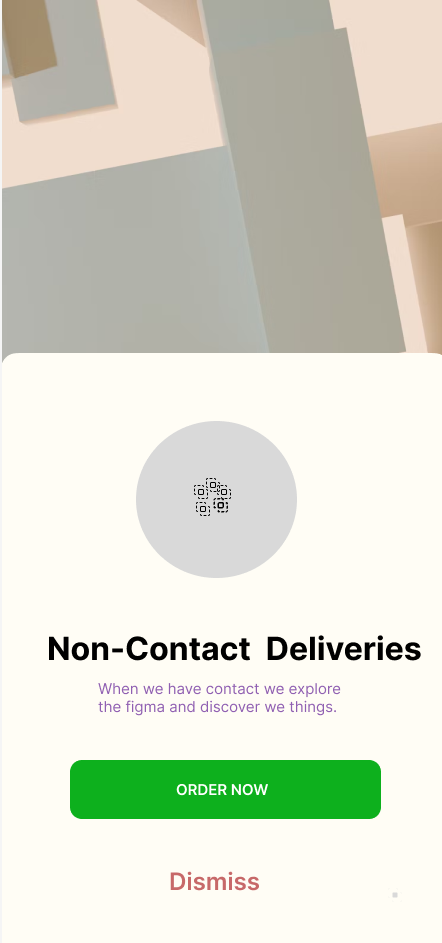 Non-Contact  Deliveries
When we have contact we explore
the figma and discover we things.
ORDER NOW
Dismiss